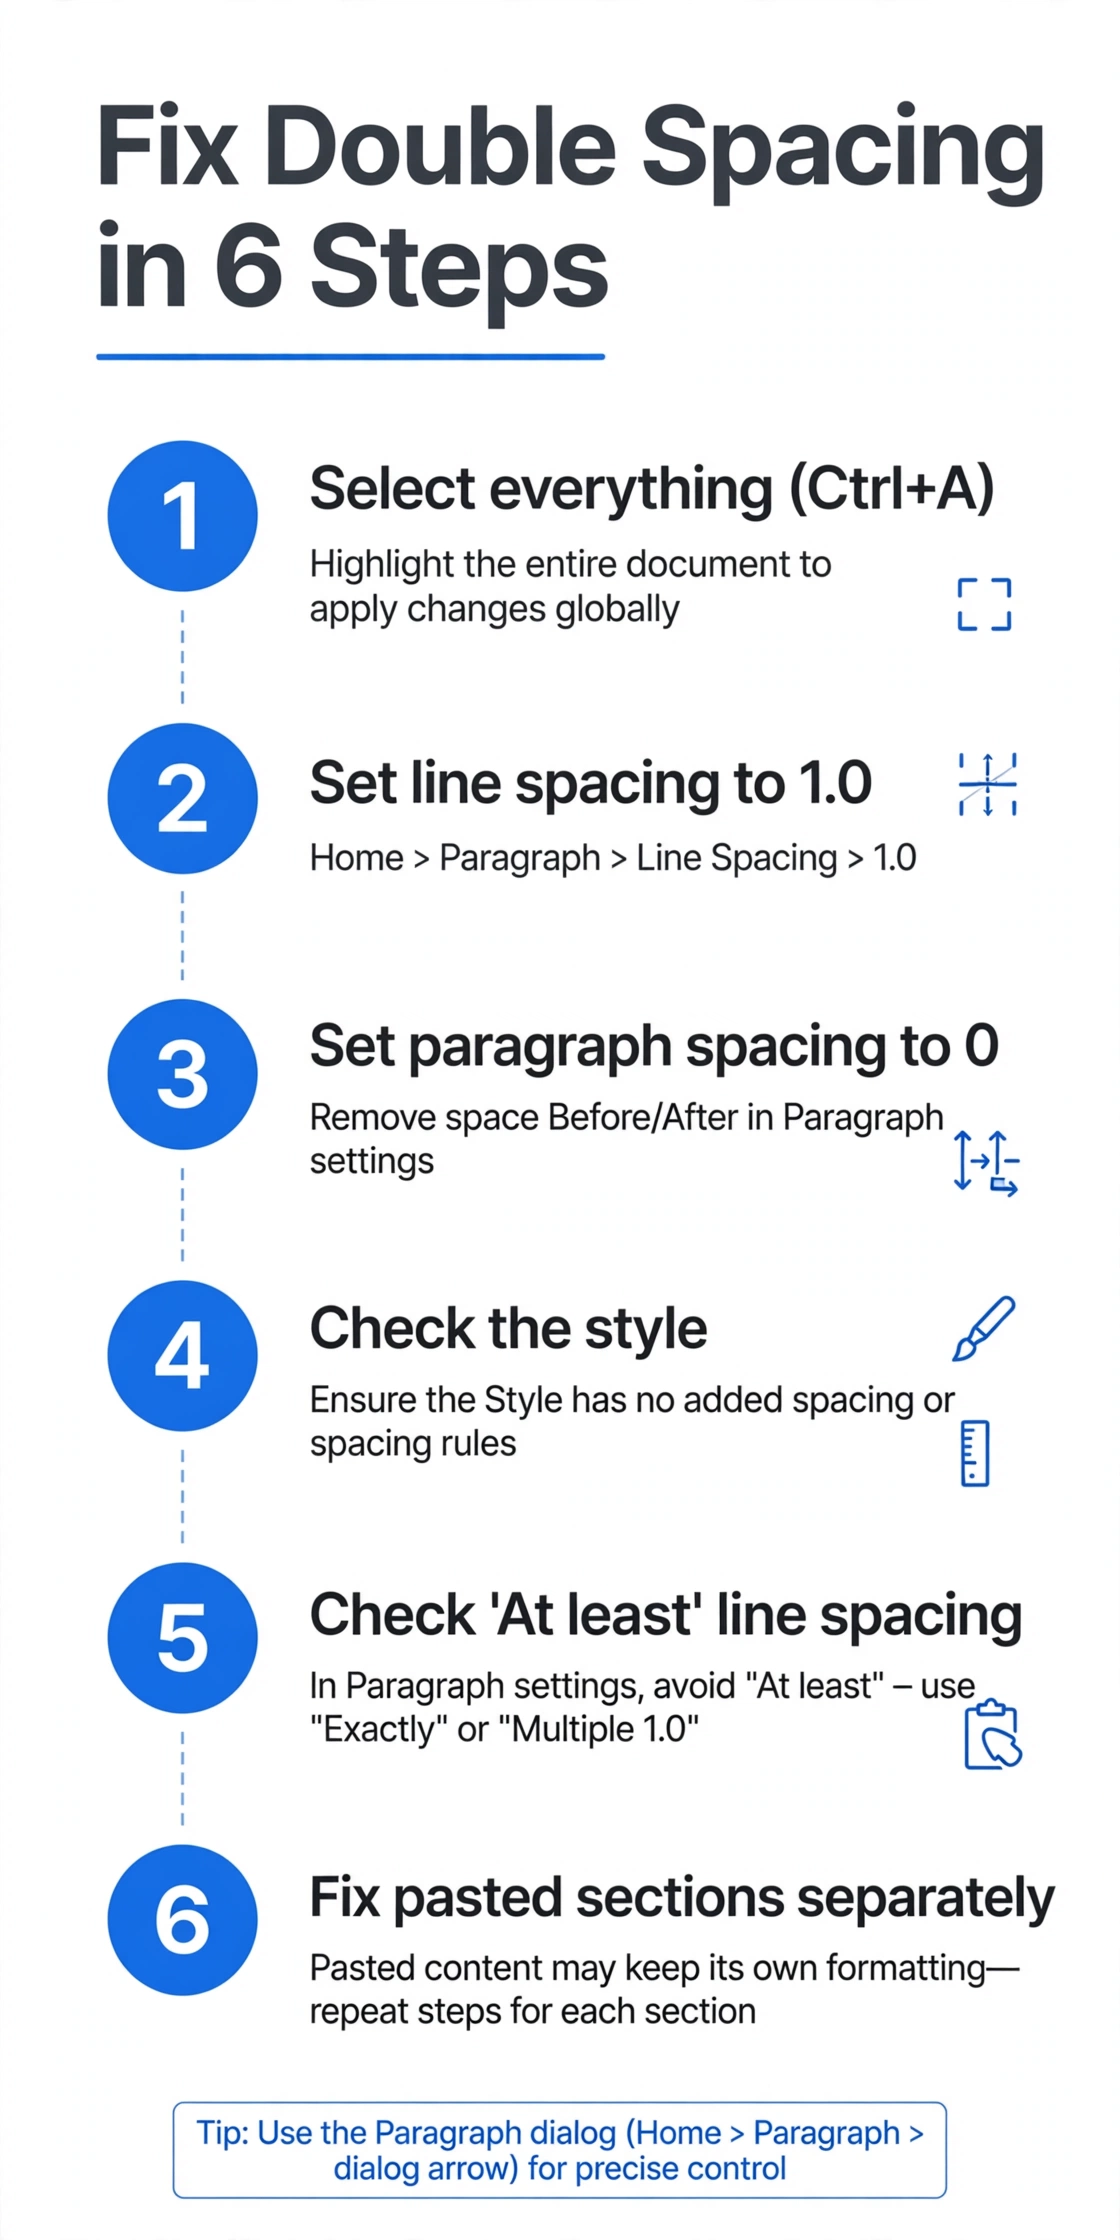 Fix Double Spacing
in 6 Steps
1
Select everything (Ctrl+A)
Highlight the entire document to
apply changes globally
2
Set line spacing to 1.0
Home > Paragraph > Line Spacing > 1.0
3
Set paragraph spacing to 0
Remove space Before/After in Paragraph
settings
4
Check the style
Ensure the Style has no added spacing or
spacing rules
5
Check 'At least' line spacing
In Paragraph settings, avoid "At least" – use
"Exactly" or "Multiple 1.0"
6
Fix pasted sections separately
Pasted content may keep its own formatting—
repeat steps for each section
Tip: Use the Paragraph dialog (Home > Paragraph >
dialog arrow) for precise control